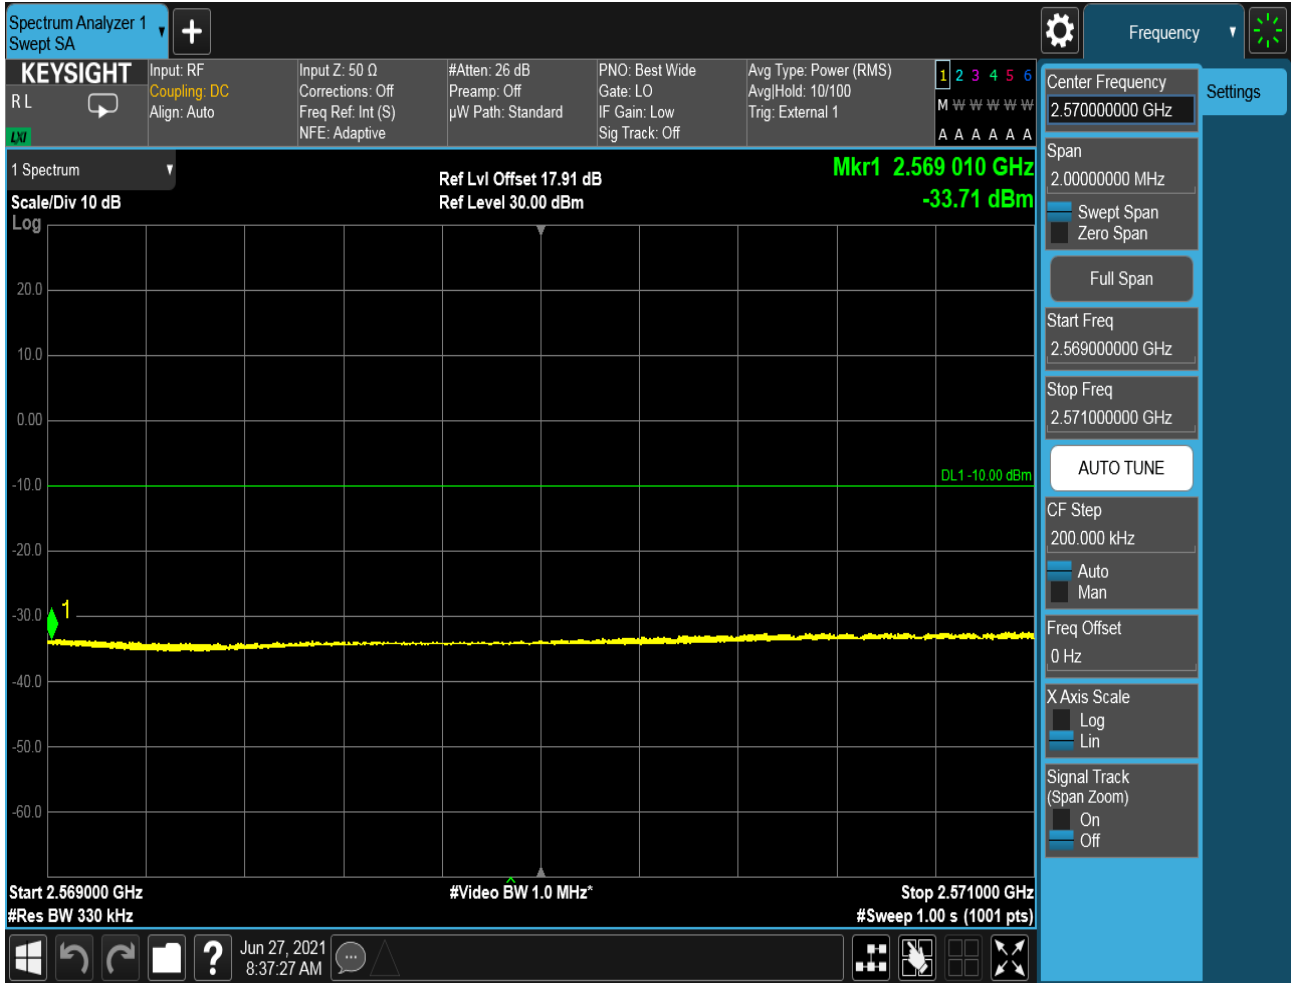 Spectrum Analyzer 1
Swept SA
+
Frequency
KEYSIGHT
R L
LXI
Input: RF
Coupling: DC
Align: Auto
Input Z: 50 Ω
Corrections: Off
Freq Ref: Int (S)
NFE: Adaptive
#Atten: 26 dB
Preamp: Off
µW Path: Standard
PNO: Best Wide
Gate: LO
IF Gain: Low
Sig Track: Off
Avg Type: Power (RMS)
Avg|Hold: 10/100
Trig: External 1
1 2 3 4 5 6
M W W W W W
A A A A A A
1 Spectrum
Scale/Div 10 dB
Log
Ref Lvl Offset 17.91 dB
Ref Level 30.00 dBm
Mkr1 2.569 010 GHz
-33.71 dBm
20.0
10.0
0.00
-10.0
-20.0
-30.0
-40.0
-50.0
-60.0
DL1 -10.00 dBm
1
Start 2.569000 GHz
#Res BW 330 kHz
#Video BW 1.0 MHz*
Stop 2.571000 GHz
#Sweep 1.00 s (1001 pts)
?
Jun 27, 2021
8:37:27 AM
Center Frequency
2.570000000 GHz
Span
2.00000000 MHz
Swept Span
Zero Span
Full Span
Start Freq
2.569000000 GHz
Stop Freq
2.571000000 GHz
AUTO TUNE
CF Step
200.000 kHz
Auto
Man
Freq Offset
0 Hz
X Axis Scale
Log
Lin
Signal Track
(Span Zoom)
On
Off
Settings